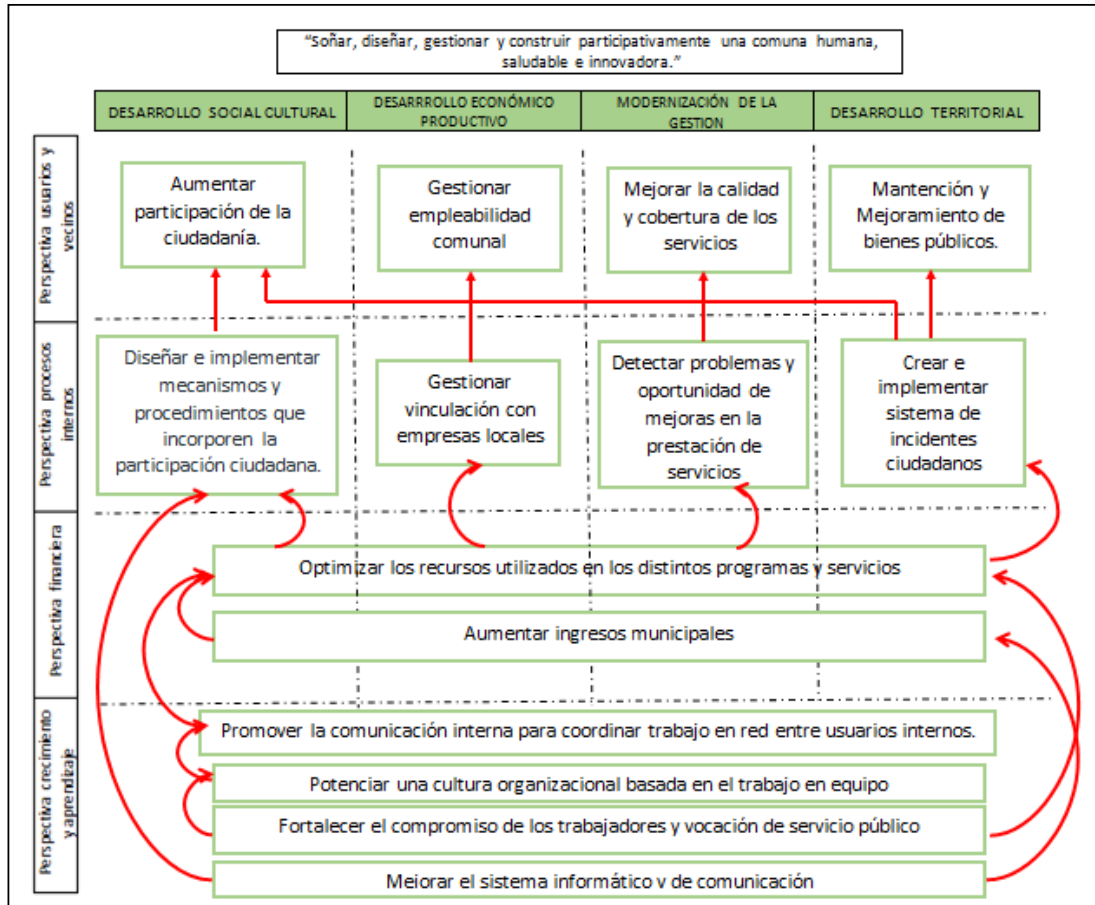 “Soñar, diseñar, gestionar y construir participativamente una comuna humana,
saludable e innovadora.”
DESARROLLO SOCIAL CULTURAL
DESARRROLLO ECONÓMICO
PRODUCTIVO
MODERNIZACIÓN DE LA
GESTION
DESARROLLO TERRITORIAL
Perspectiva usuarios y
vecinos
Aumentar
participación de la
ciudadanía.
Gestionar
empleabilidad
comunal
Mejorar la calidad
y cobertura de los
servicios
Mantención y
Mejoramiento de
bienes públicos.
Perspectiva procesos
internos
Diseñar e implementar
mecanismos y
procedimientos que
incorporen la
participación ciudadana.
Gestionar
vinculación con
empresas locales
Detectar problemas y
oportunidad de
mejoras en la
prestación de
servicios
Crear e
implementar
sistema de
incidentes
ciudadanos
Perspectiva financiera
Optimizar los recursos utilizados en los distintos programas y servicios
Aumentar ingresos municipales
Perspectiva crecimiento
y aprendizaje
Promover la comunicación interna para coordinar trabajo en red entre usuarios internos.
Potenciar una cultura organizacional basada en el trabajo en equipo
Fortalecer el compromiso de los trabajadores y vocación de servicio público
Mejorar el sistema informático y de comunicación